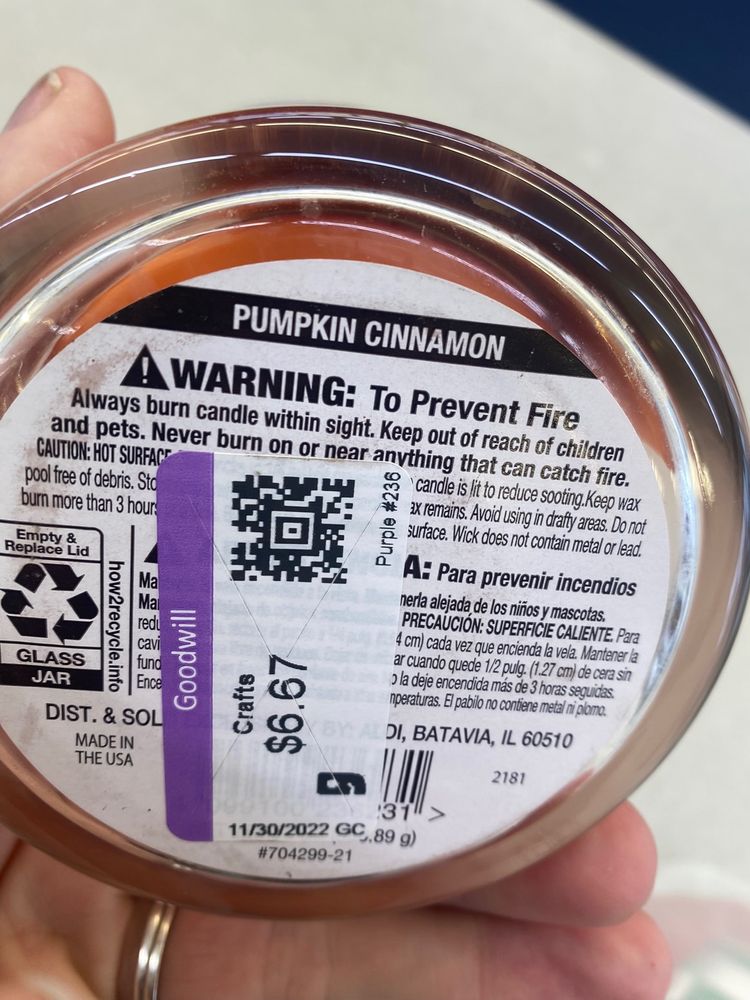 PUMPKIN CINNAMON
WARNING: To Prevent Fire
Always burn candle within sight. Keep out of reach of children
and pets. Never burn on or near anything that can catch fire.
CAUTION: HOT SURFACE
candle is lit to reduce sooting. Keep wax
pool free of debris.
remains. Avoid using in drafty areas. Do not
burn more than 3 hours
surface. Wick does not contain metal or lead.
Empty &
Replace Lid
GLASS
JAR
how2recycle.info
A: Para prevenir incendios
alejada de los niños y mascotas.
PRECAUCIÓN: SUPERFICIE CALIENTE. Para
4 cm) cada vez que encienda la vela. Mantener la
cuando quede 1/2 pulg. (1.27 cm) de cera sin
la deje encendida más de 3 horas seguidas.
El pabilo no contiene metal ni plomo.
Goodwill
Purple #236
Crafts
$6.67
g
11/30/2022 GC
DIST. & SOL
BY: ALDI, BATAVIA, IL 60510
MADE IN
THE USA
2181
31 >
.89 g)
#704299-21